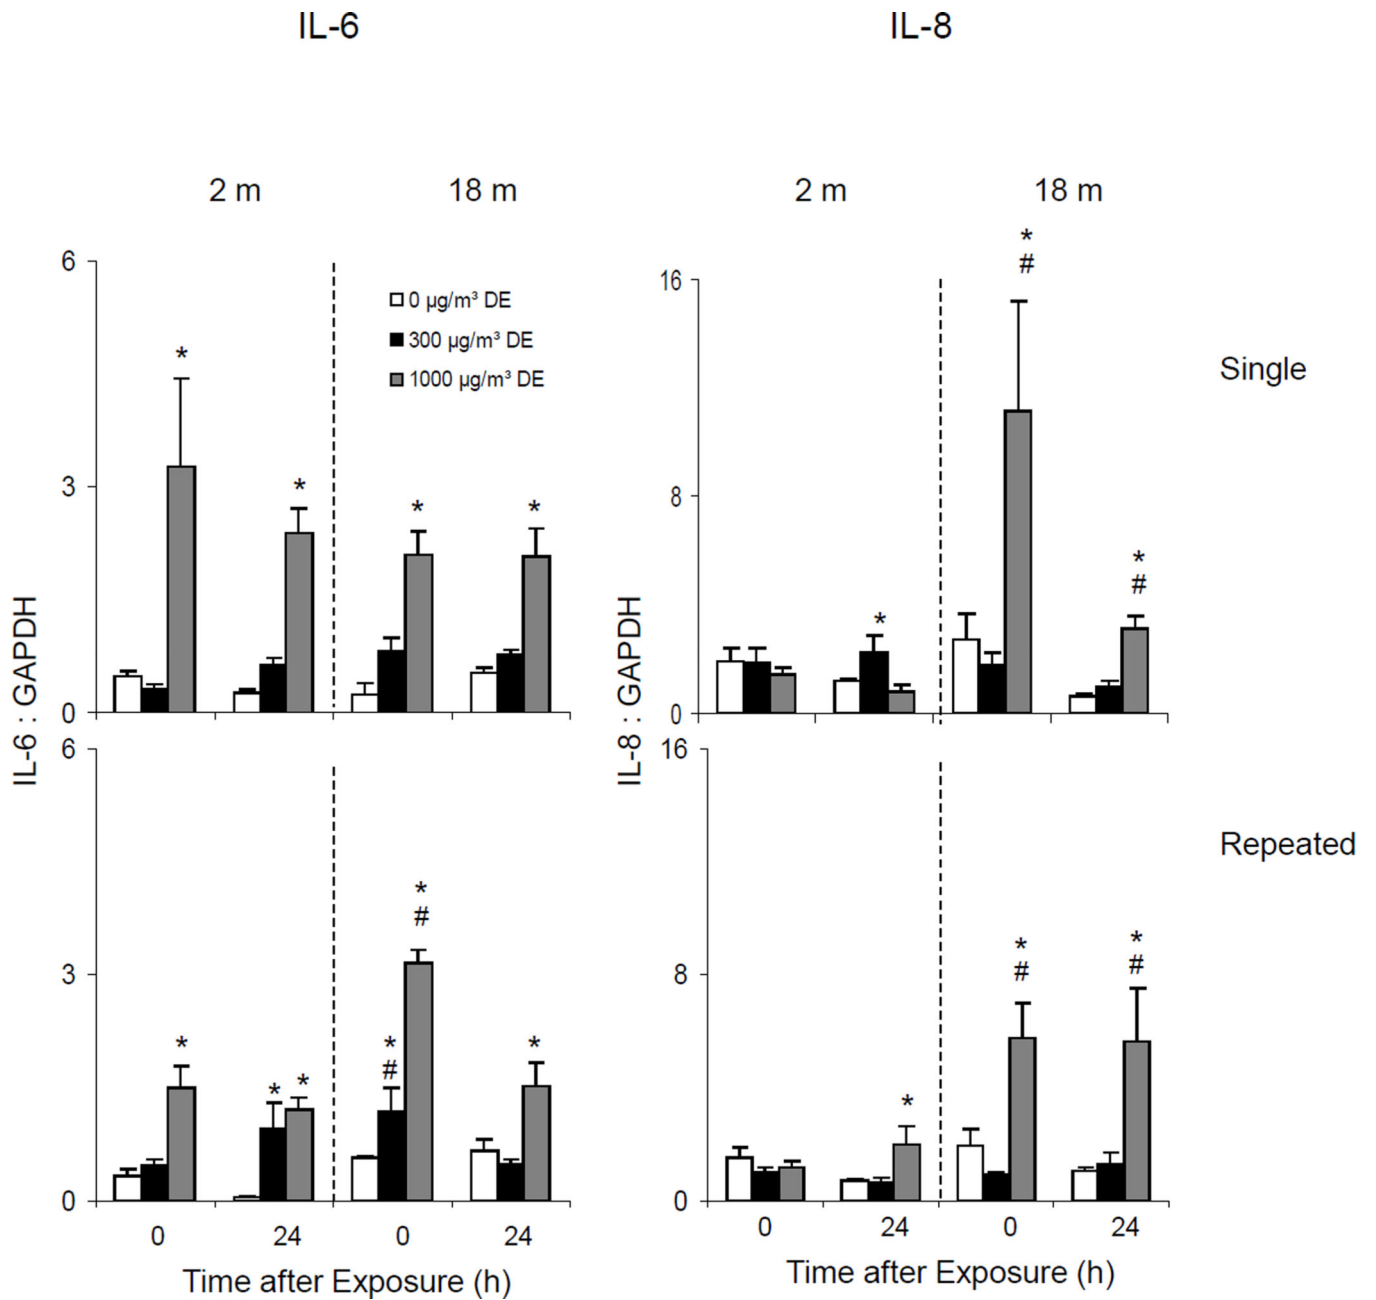 IL-6
IL-8
2 m
18 m
2 m
18 m
6
3
0
0 µg/m³ DE
300 µg/m³ DE
1000 µg/m³ DE
*
*
*
*
16
8
0
*
*
#
*
#
Single
IL-6 : GAPDH
IL-8 : GAPDH
6
3
0
*
*
*
*
#
*
#
*
16
8
0
*
*
#
*
#
Repeated
0
24
0
24
0
24
0
24
Time after Exposure (h)
Time after Exposure (h)